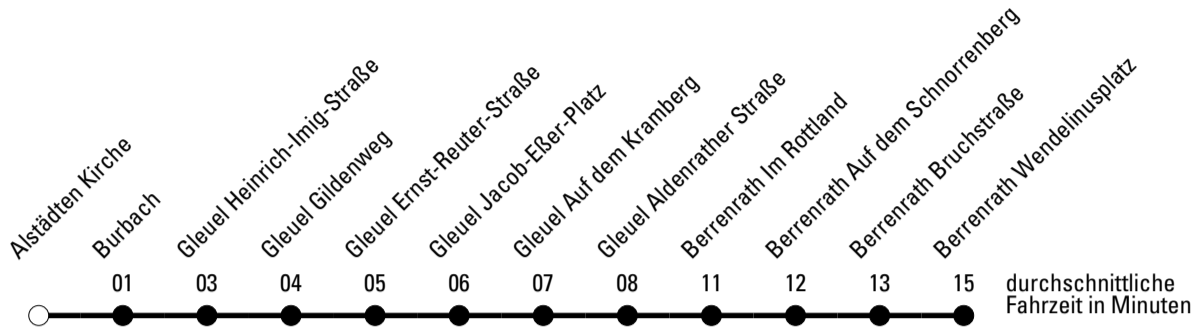 Alstädten Kirche
Burbach
Gleuel Heinrich-Imig-Straße
Gleuel Gildenweg
Gleuel Ernst-Reuter-Straße
Gleuel Jacob-Eßer-Platz
Gleuel Auf dem Kramberg
Gleuel Aldenrather Straße
Berrenrath Im Rottland
Berrenrath Auf dem Schnorrenberg
Berrenrath Bruchstraße
Berrenrath Wendelinusplatz
01 03 04 05 06 07 08 11 12 13 15
durchschnittliche
Fahrzeit in Minuten